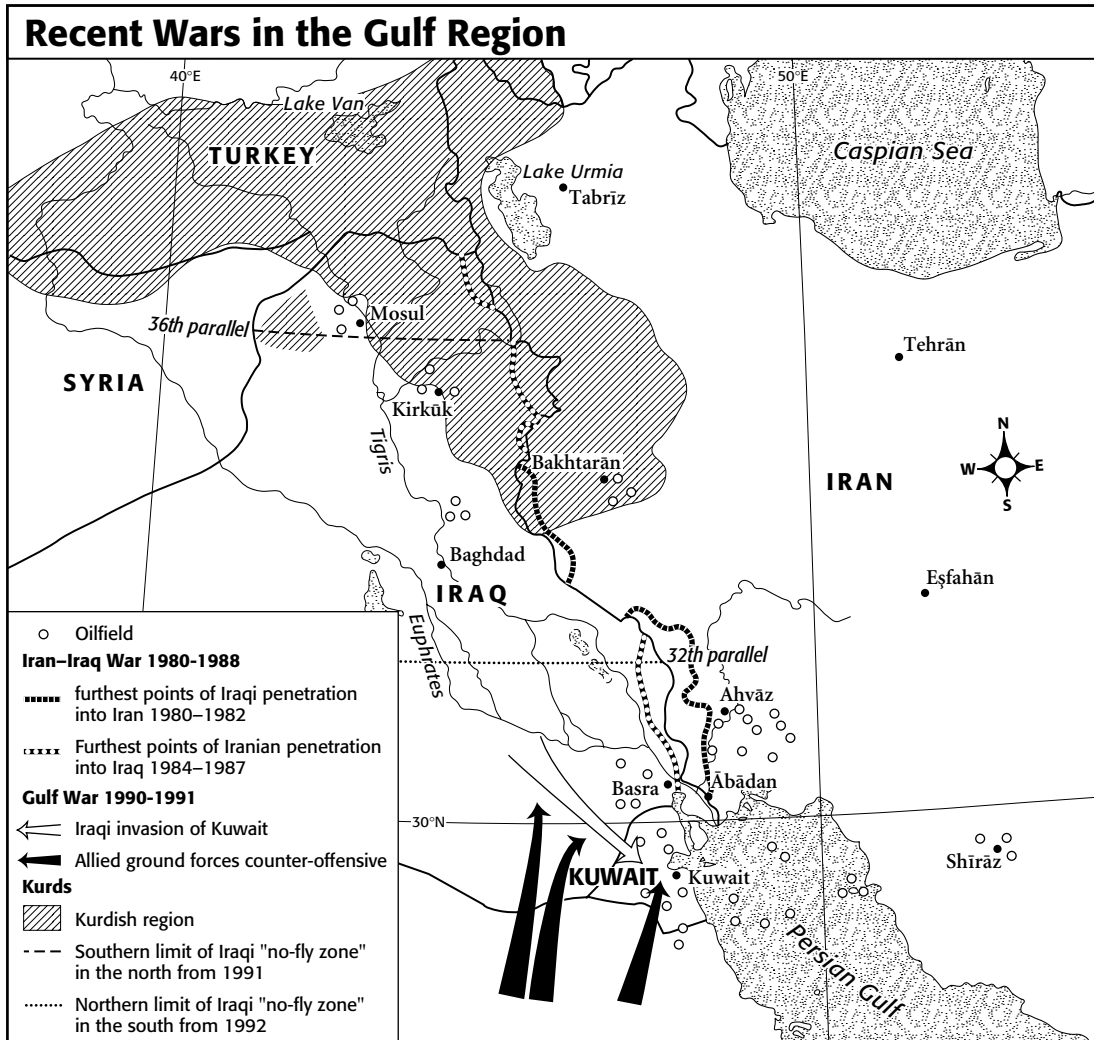 Recent Wars in the Gulf Region
40°E
50°E
Lake Van
TURKEY
Caspian Sea
Lake Urmia
Tabrīz
36th parallel
Mosul
Tehrān
SYRIA
Kirkūk
N
W
E
S
Tigris
Bakhtarān
IRAN
Baghdad
Eşfahān
IRAQ
Euphrates
32th parallel
Ahvāz
Basra
Ābādan
30°N
Shīrāz
KUWAIT
Kuwait
Persian Gulf
Oilfield
Iran–Iraq War 1980-1988
furthest points of Iraqi penetration
into Iran 1980–1982
Furthest points of Iranian penetration
into Iraq 1984–1987
Gulf War 1990-1991
Iraqi invasion of Kuwait
Allied ground forces counter-offensive
Kurds
Kurdish region
Southern limit of Iraqi "no-fly zone"
in the north from 1991
Northern limit of Iraqi "no-fly zone"
in the south from 1992